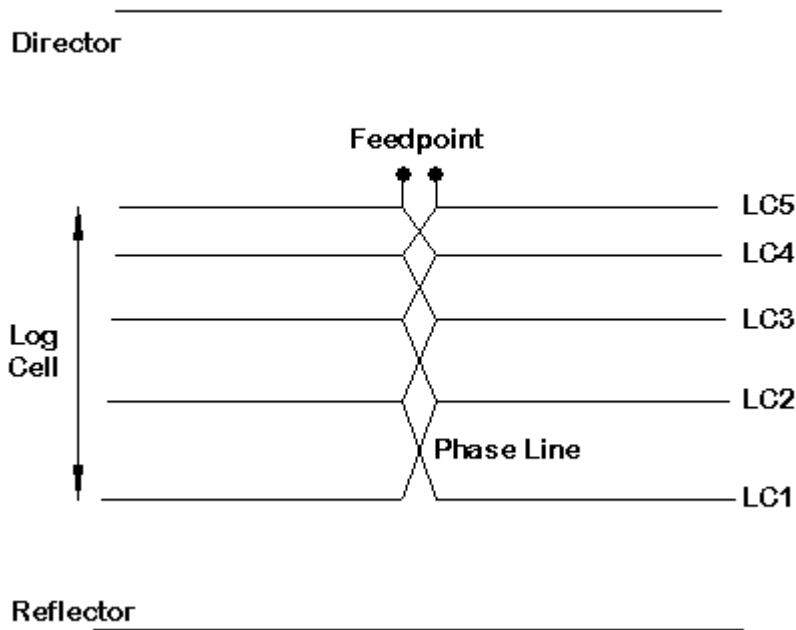 Director
Feedpoint
LC5
LC4
LC3
Log
Cell
LC2
Phase Line
LC1
Reflector